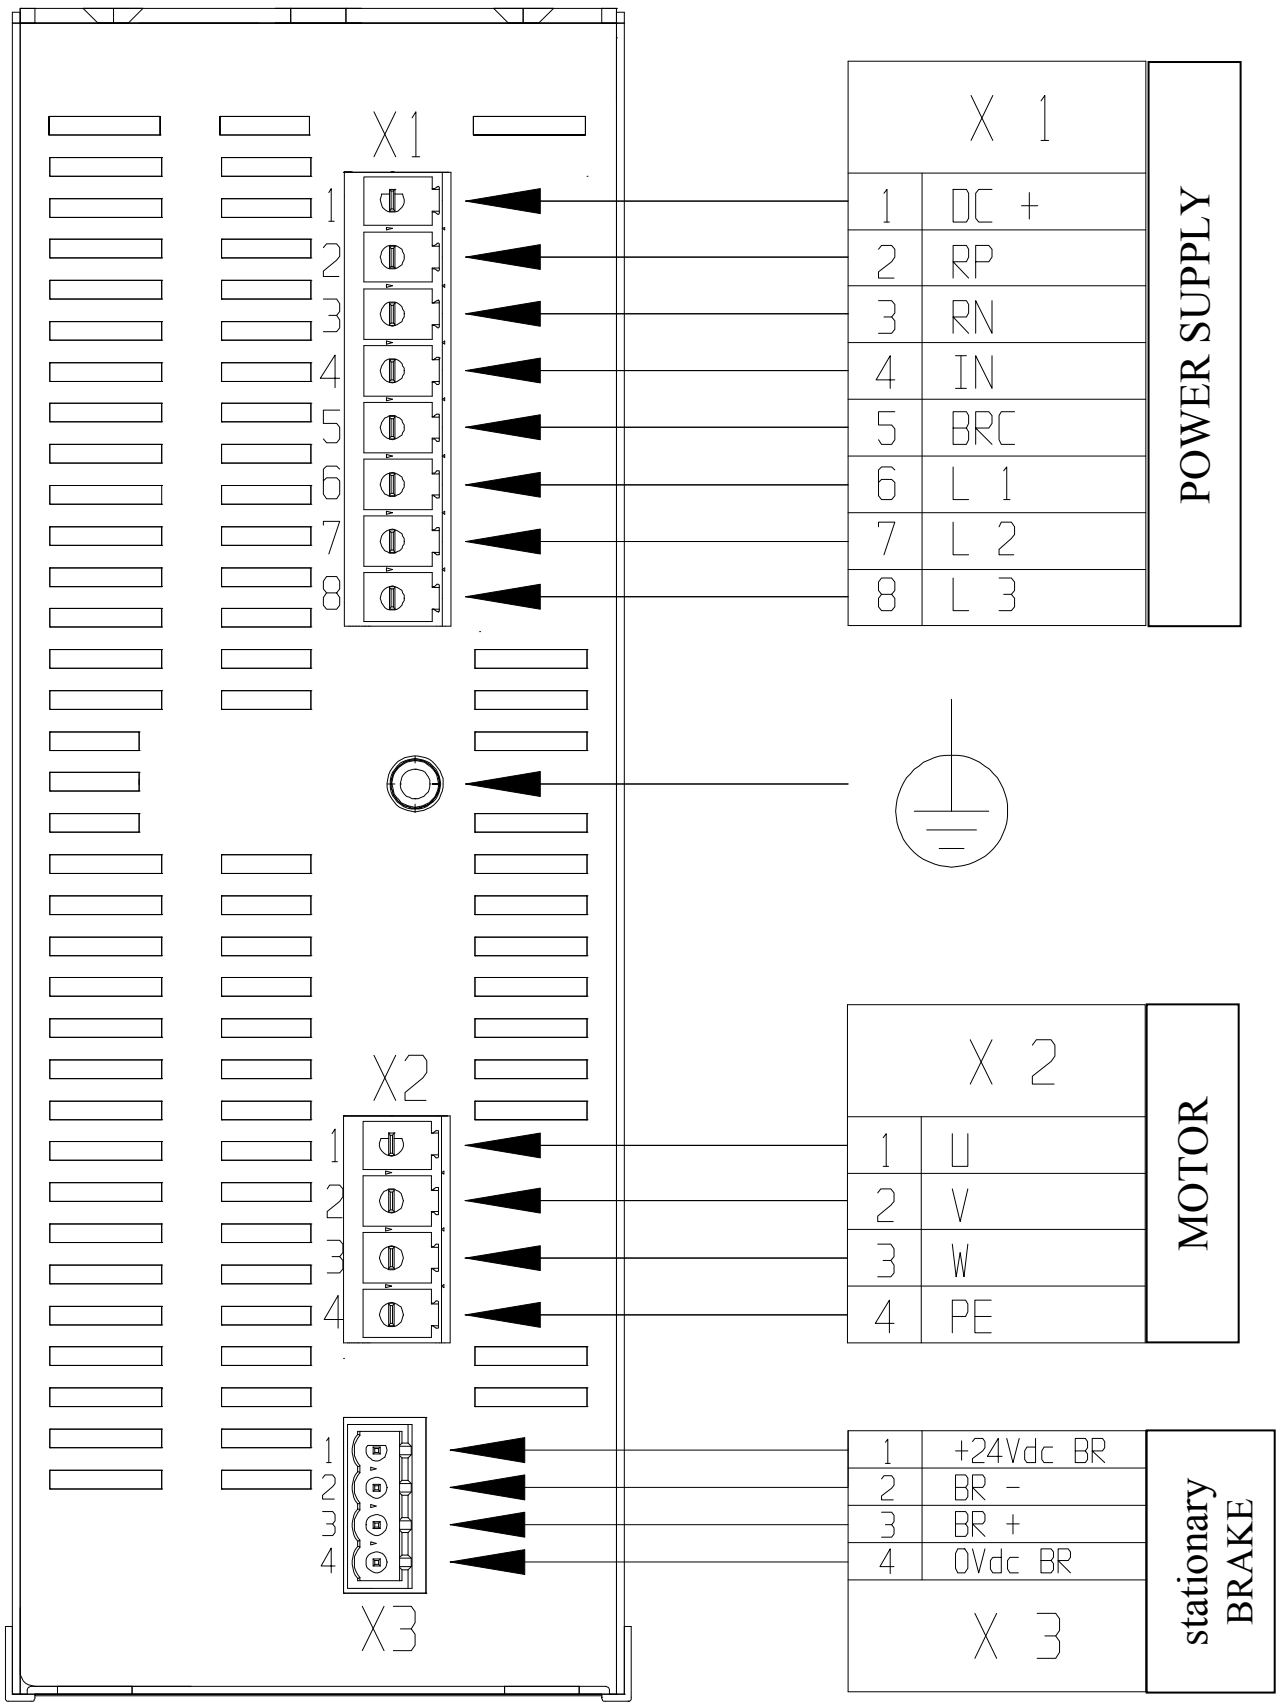 X1
1
2
3
4
5
6
7
8
X 1
1 DC +
2 RP
3 RN
4 IN
5 BRC
6 L 1
7 L 2
8 L 3
POWER SUPPLY
X2
1
2
3
4
X 2
1 U
2 V
3 W
4 PE
MOTOR
1
2
3
4
X3
1 +24Vdc BR
2 BR -
3 BR +
4 0Vdc BR
X 3
stationary
BRAKE